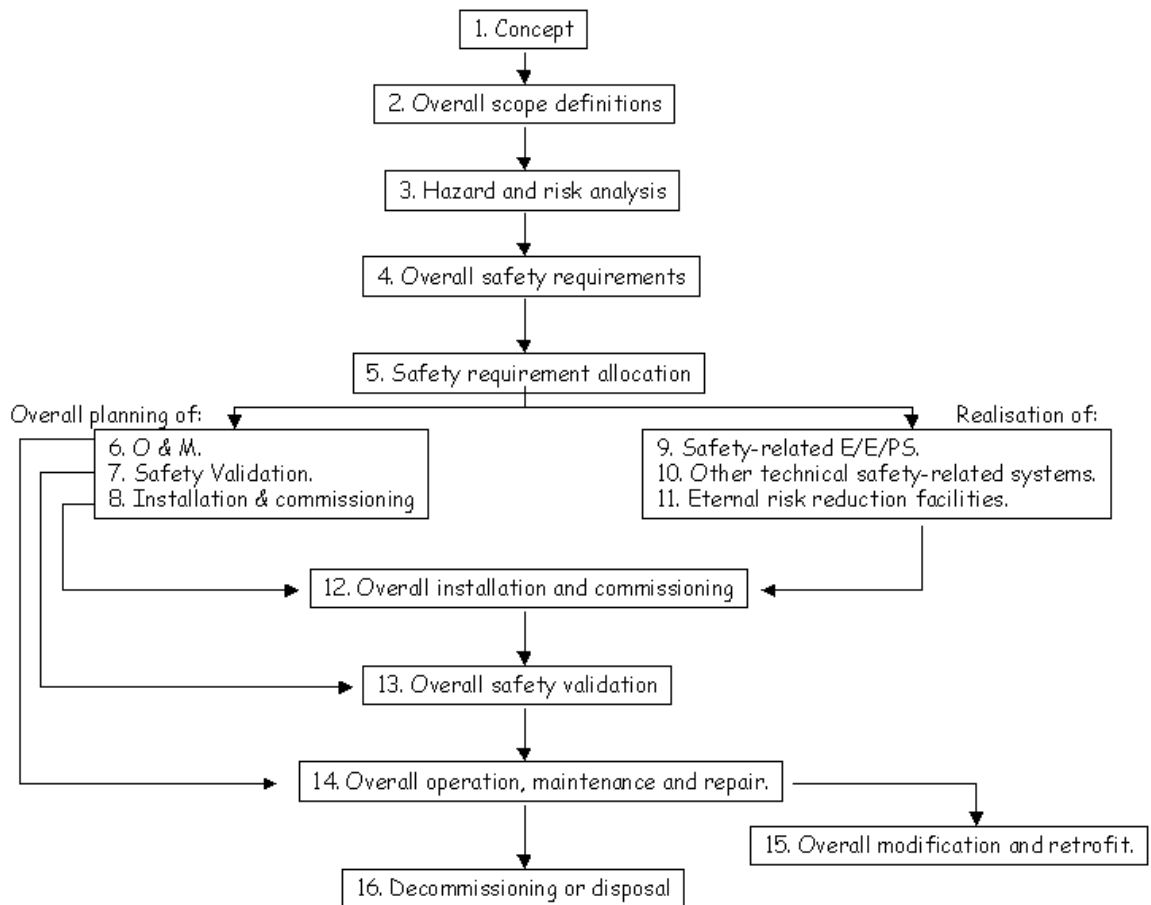 1. Concept
2. Overall scope definitions
3. Hazard and risk analysis
4. Overall safety requirements
5. Safety requirement allocation
Overall planning of:
6. O & M.
7. Safety Validation.
8. Installation & commissioning
Realisation of:
9. Safety-related E/E/PS.
10. Other technical safety-related systems.
11. Eternal risk reduction facilities.
12. Overall installation and commissioning
13. Overall safety validation
14. Overall operation, maintenance and repair.
15. Overall modification and retrofit.
16. Decommissioning or disposal